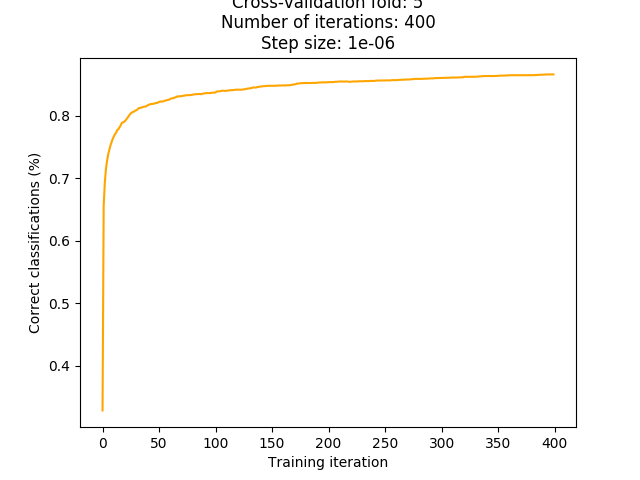 Cross-validation fold: 5
Number of iterations: 400
Step size: 1e-06
0.8
0.7
0.6
0.5
0.4
Correct classifications (%)
0 50 100 150 200 250 300 350 400
Training iteration